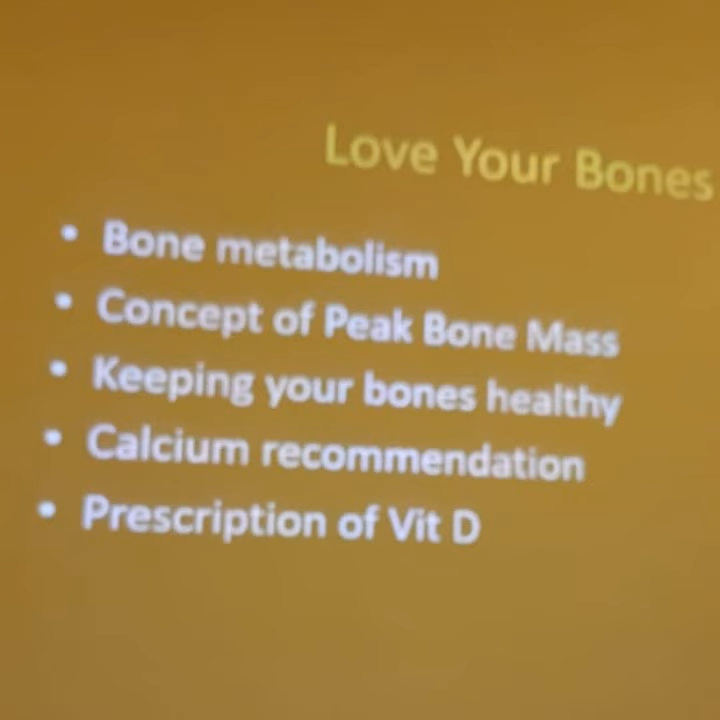 Love Your Bones
• Bone metabolism
• Concept of Peak Bone Mass
• Keeping your bones healthy
• Calcium recommendation
• Prescription of Vit D